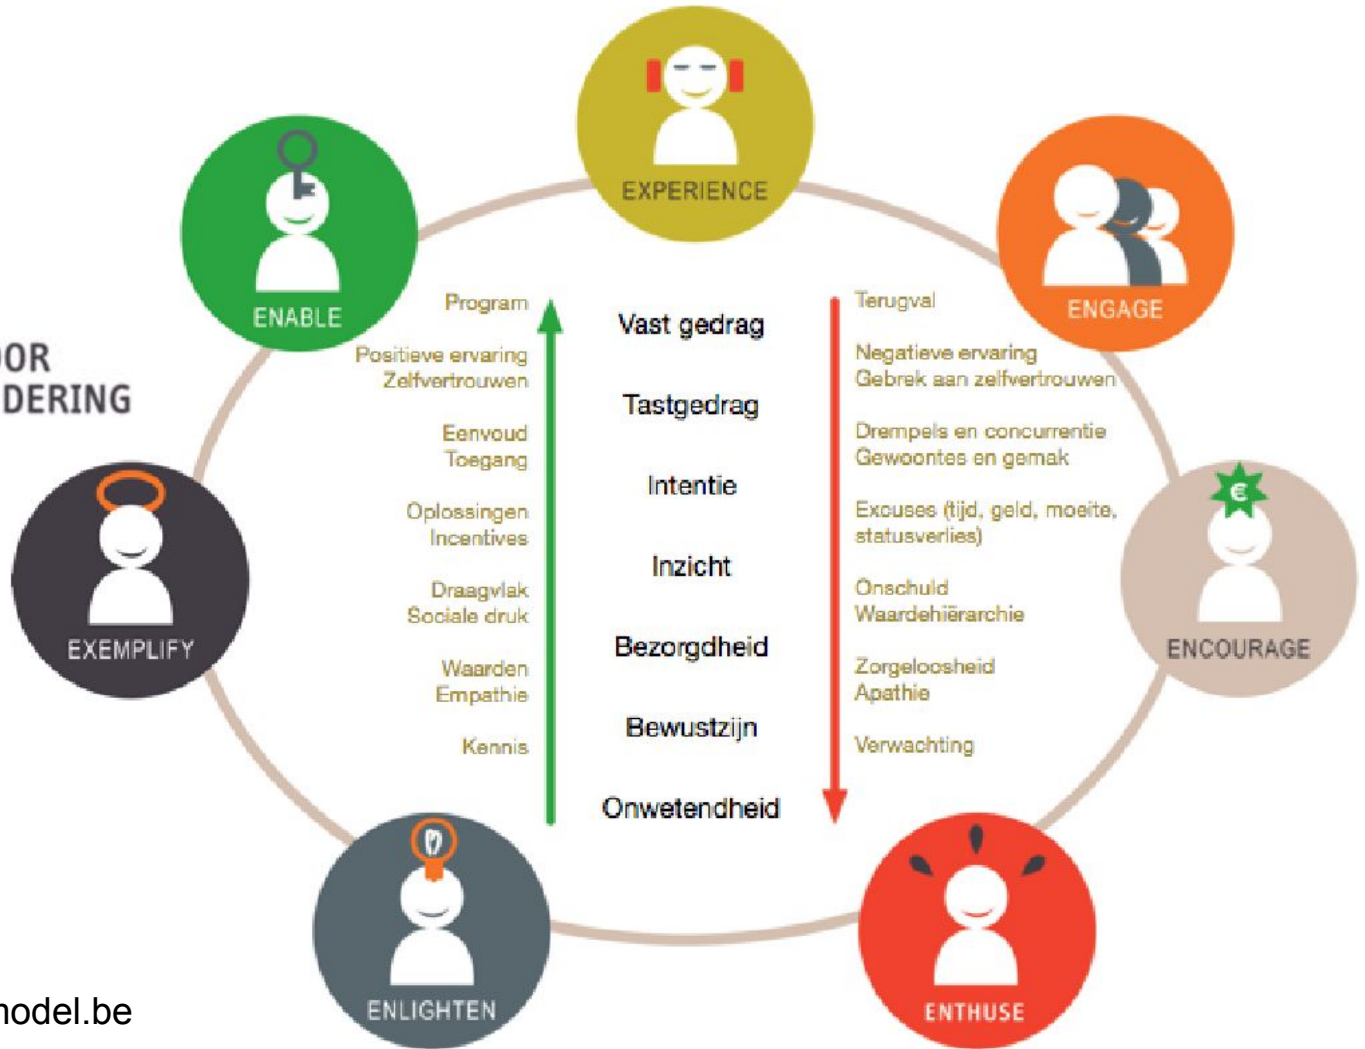 EXPERIENCE
ENABLE
ENGAGE
DERING
EXEMPLIFY
ENCOURAGE
ENLIGHTEN
ENTHUSE
Program
Positieve ervaring
Zelfvertrouwen
Eenvoud
Toegang
Oplossingen
Incentives
Draagvlak
Sociale druk
Waarden
Empathie
Kennis
Vast gedrag
Tastgedrag
Intentie
Inzicht
Bezorgdheid
Bewustzijn
Onwetendheid
Terugval
Negatieve ervaring
Gebrek aan zelfvertrouwen
Drempels en concurrentie
Gewoontes en gemak
Excuses (tijd, geld, moeite,
statusverlies)
Onschuld
Waardehiërarchie
Zorgeloosheid
Apathie
Verwachting
€
model.be